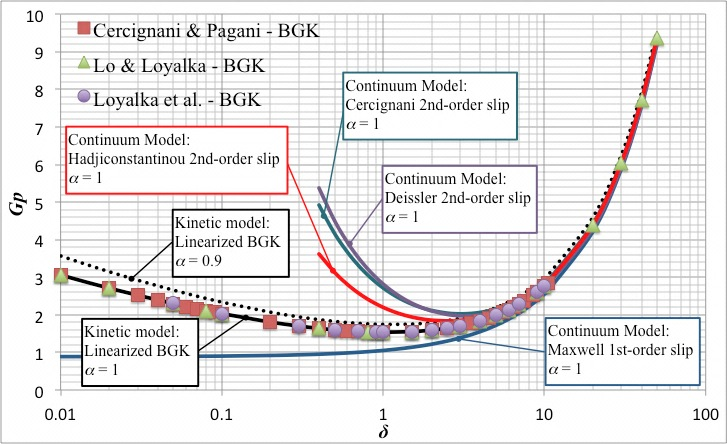 10
9
8
7
6
5
4
3
2
1
0
Gp
Cercignani & Pagani - BGK
Lo & Loyalka - BGK
Loyalka et al. - BGK
Continuum Model:
Cercignani 2nd-order slip
α = 1
Continuum Model:
Hadjiconstantinou 2nd-order slip
α = 1
Continuum Model:
Deissler 2nd-order slip
α = 1
Kinetic model:
Linearized BGK
α = 0.9
Kinetic model:
Linearized BGK
α = 1
Continuum Model:
Maxwell 1st-order slip
α = 1
0.01 0.1 1 10 100
δ